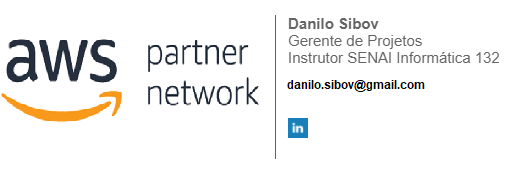 aws partner
network
Danilo Sibov
Gerente de Projetos
Instrutor SENAI Informática 132
danilo.sibov@gmail.com
in